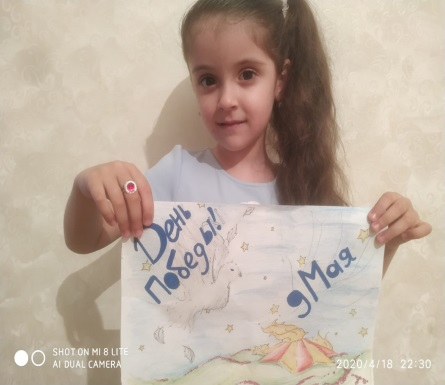 День
победы!
9 Мая
SHOT ON MI 8 LITE
AI DUAL CAMERA
2020/4/18 22:30